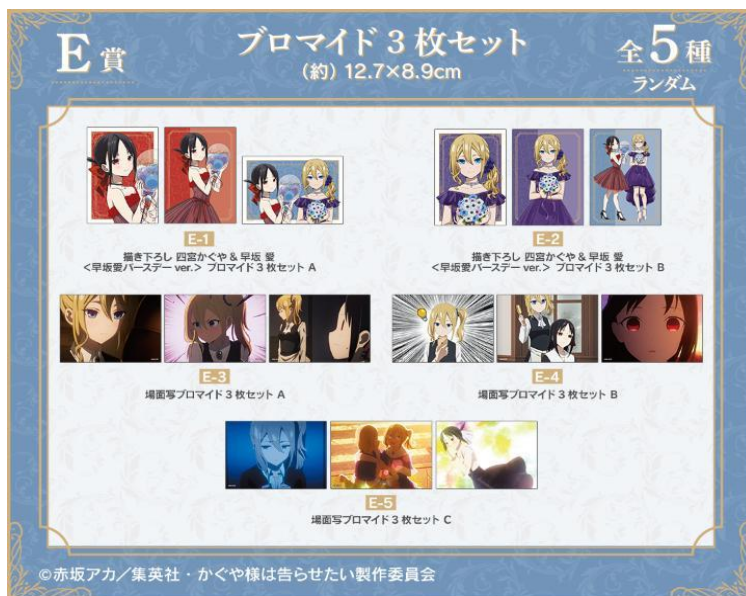 E賞
ブロマイド3枚セット
(約) 12.7×8.9cm
全5種
ランダム
E-1
描き下ろし 四宮かぐや & 早坂 愛
<早坂愛バースデー ver.> ブロマイド3枚セット A
E-2
描き下ろし 四宮かぐや & 早坂 愛
<早坂愛バースデー ver.> ブロマイド3枚セット B
E-3
場面写ブロマイド3枚セット A
E-4
場面写ブロマイド3枚セット B
E-5
場面写ブロマイド3枚セット C
©赤坂アカ/集英社・かぐや様は告らせたい製作委員会